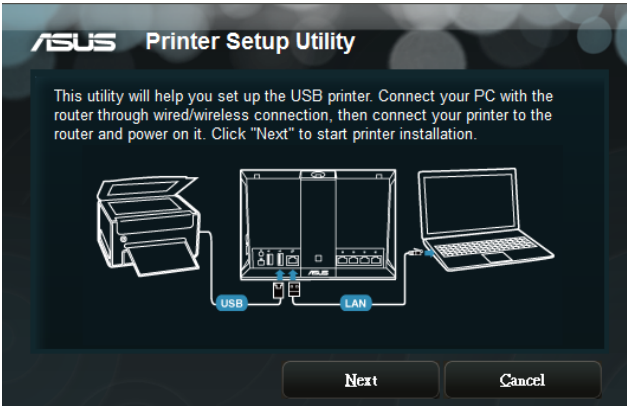 ASUS Printer Setup Utility
This utility will help you set up the USB printer. Connect your PC with the
router through wired/wireless connection, then connect your printer to the
router and power on it. Click "Next" to start printer installation.
ASUS
USB
LAN
Next
Cancel